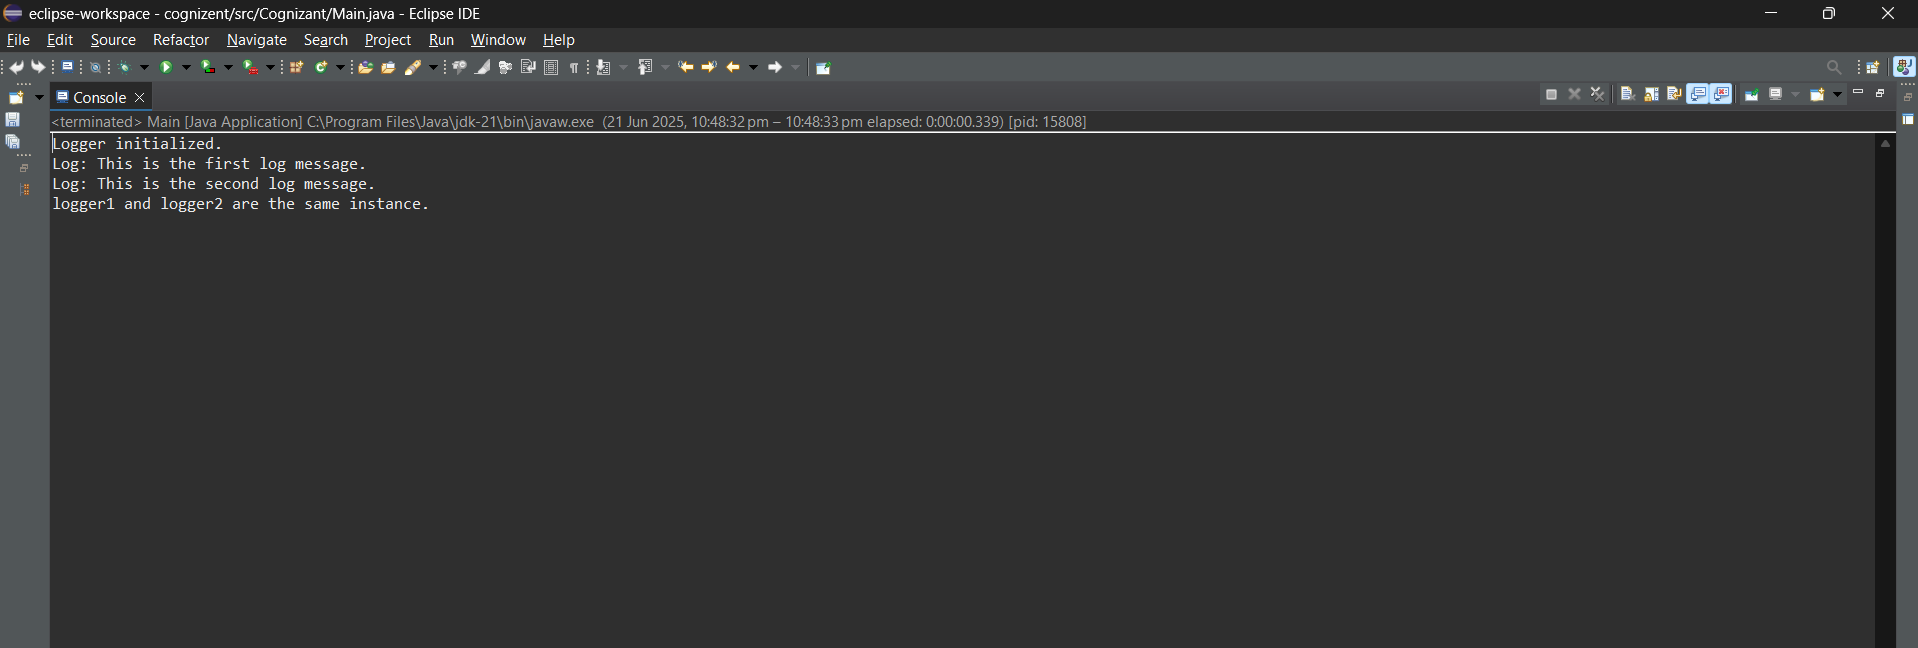 eclipse-workspace - cognizent/src/Cognizant/Main.java - Eclipse IDE
File Edit Source Refactor Navigate Search Project Run Window Help
Console
<terminated> Main [Java Application] C:\Program Files\Java\jdk-21\bin\javaw.exe (21 Jun 2025, 10:48:32 pm – 10:48:33 pm elapsed: 0:00:00.339) [pid: 15808]
Logger initialized.
Log: This is the first log message.
Log: This is the second log message.
logger1 and logger2 are the same instance.